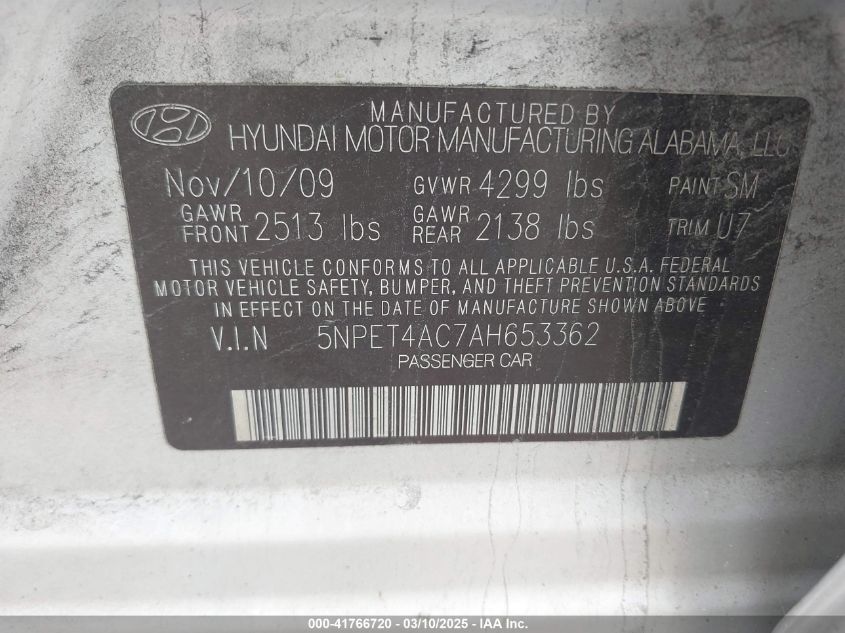 MANUFACTURED BY
HYUNDAI MOTOR MANUFACTURING ALABAMA, LLC
Nov/10/09 GVWR 4299 lbs PAINT SM
GAWR FRONT 2513 lbs GAWR REAR 2138 lbs TRIM U7
THIS VEHICLE CONFORMS TO ALL APPLICABLE U.S.A. FEDERAL
MOTOR VEHICLE SAFETY, BUMPER, AND THEFT PREVENTION STANDARDS
IN EFFECT ON THE DATE OF MANUFACTURE SHOWN ABOVE
V.I.N 5NPET4AC7AH653362
PASSENGER CAR
000-41766720 — 03/10/2025 — IAA Inc.